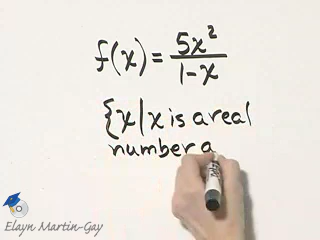 f(x) = 5x²/1-x
{x|x is a real
number a
Elayn Martin-Gay